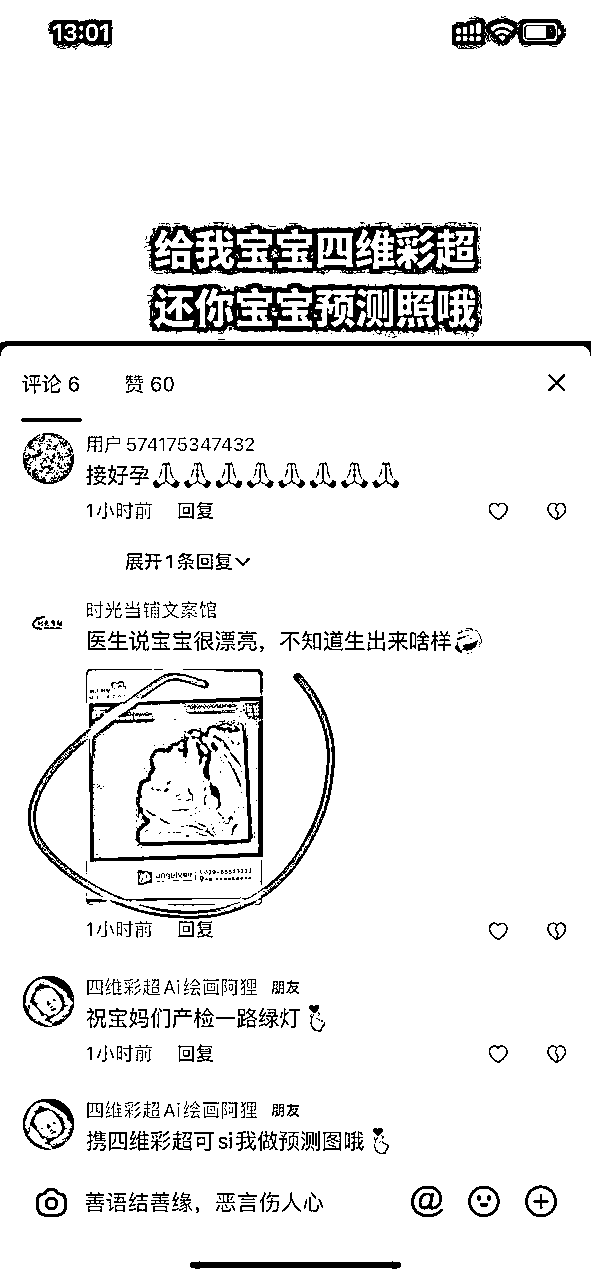 13:01
给我宝宝四维彩超
还你宝宝预测照哦
评论 6 赞 60
用户 574175347432
接好孕🙏🙏🙏🙏🙏🙏🙏🙏
1小时前 回复
展开1条回复
时光当铺文案馆
医生说宝宝很漂亮，不知道生出来啥样
1小时前 回复
四维彩超Ai绘画阿狸 朋友
祝宝妈们产检一路绿灯
1小时前 回复
四维彩超Ai绘画阿狸 朋友
携四维彩超可si我做预测图哦
善语结善缘，恶言伤人心